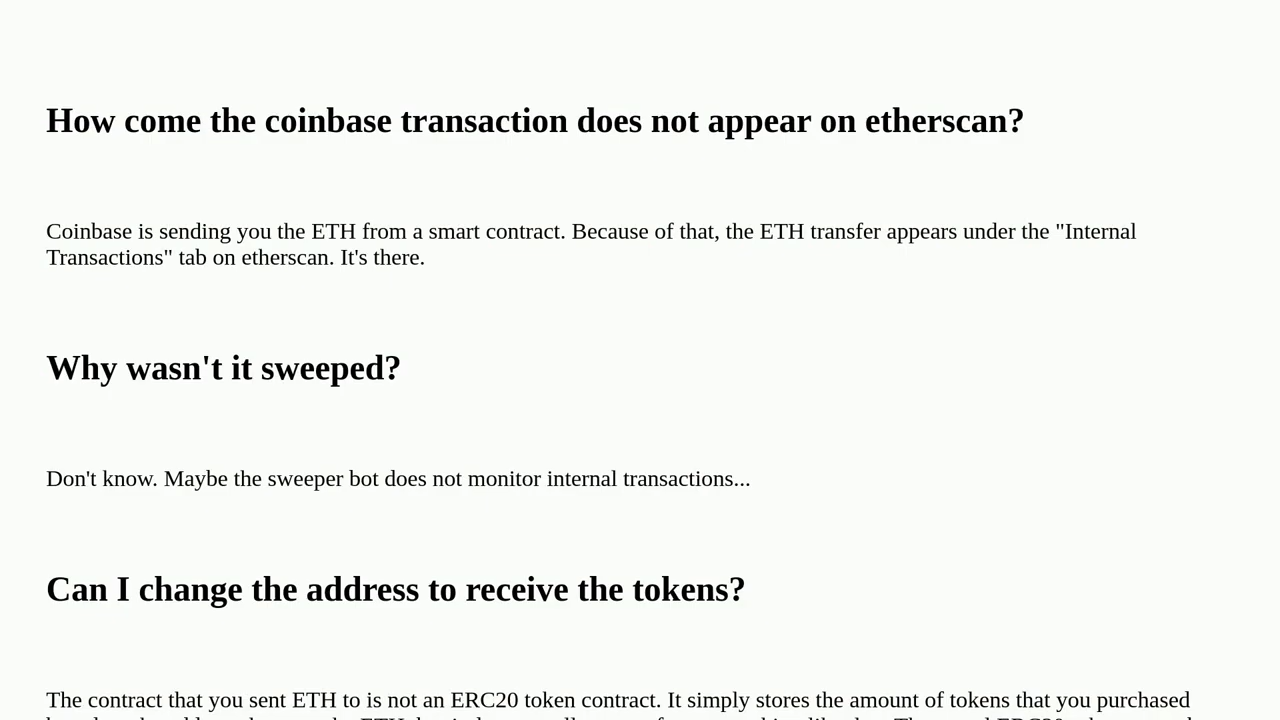 How come the coinbase transaction does not appear on etherscan?
Coinbase is sending you the ETH from a smart contract. Because of that, the ETH transfer appears under the "Internal
Transactions" tab on etherscan. It's there.
Why wasn't it sweeped?
Don't know. Maybe the sweeper bot does not monitor internal transactions...
Can I change the address to receive the tokens?
The contract that you sent ETH to is not an ERC20 token contract. It simply stores the amount of tokens that you purchased